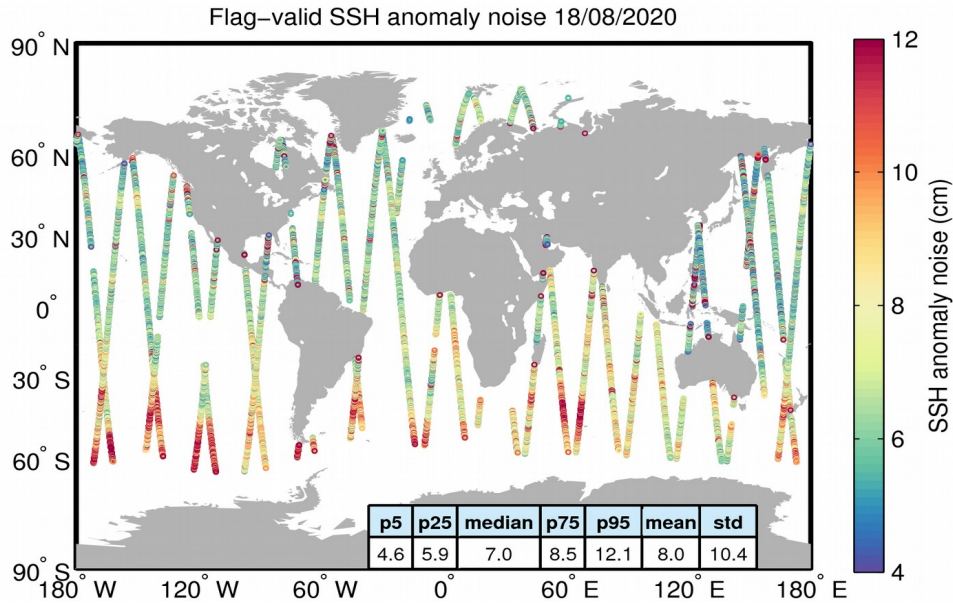 Flag−valid SSH anomaly noise 18/08/2020
90° N
60° N
30° N
0°
30° S
60° S
90° S
180° W
120° W
60° W
0°
60° E
120° E
180° E
p5 p25 median p75 p95 mean std
4.6 5.9 7.0 8.5 12.1 8.0 10.4
12
10
8
6
4
SSH anomaly noise (cm)